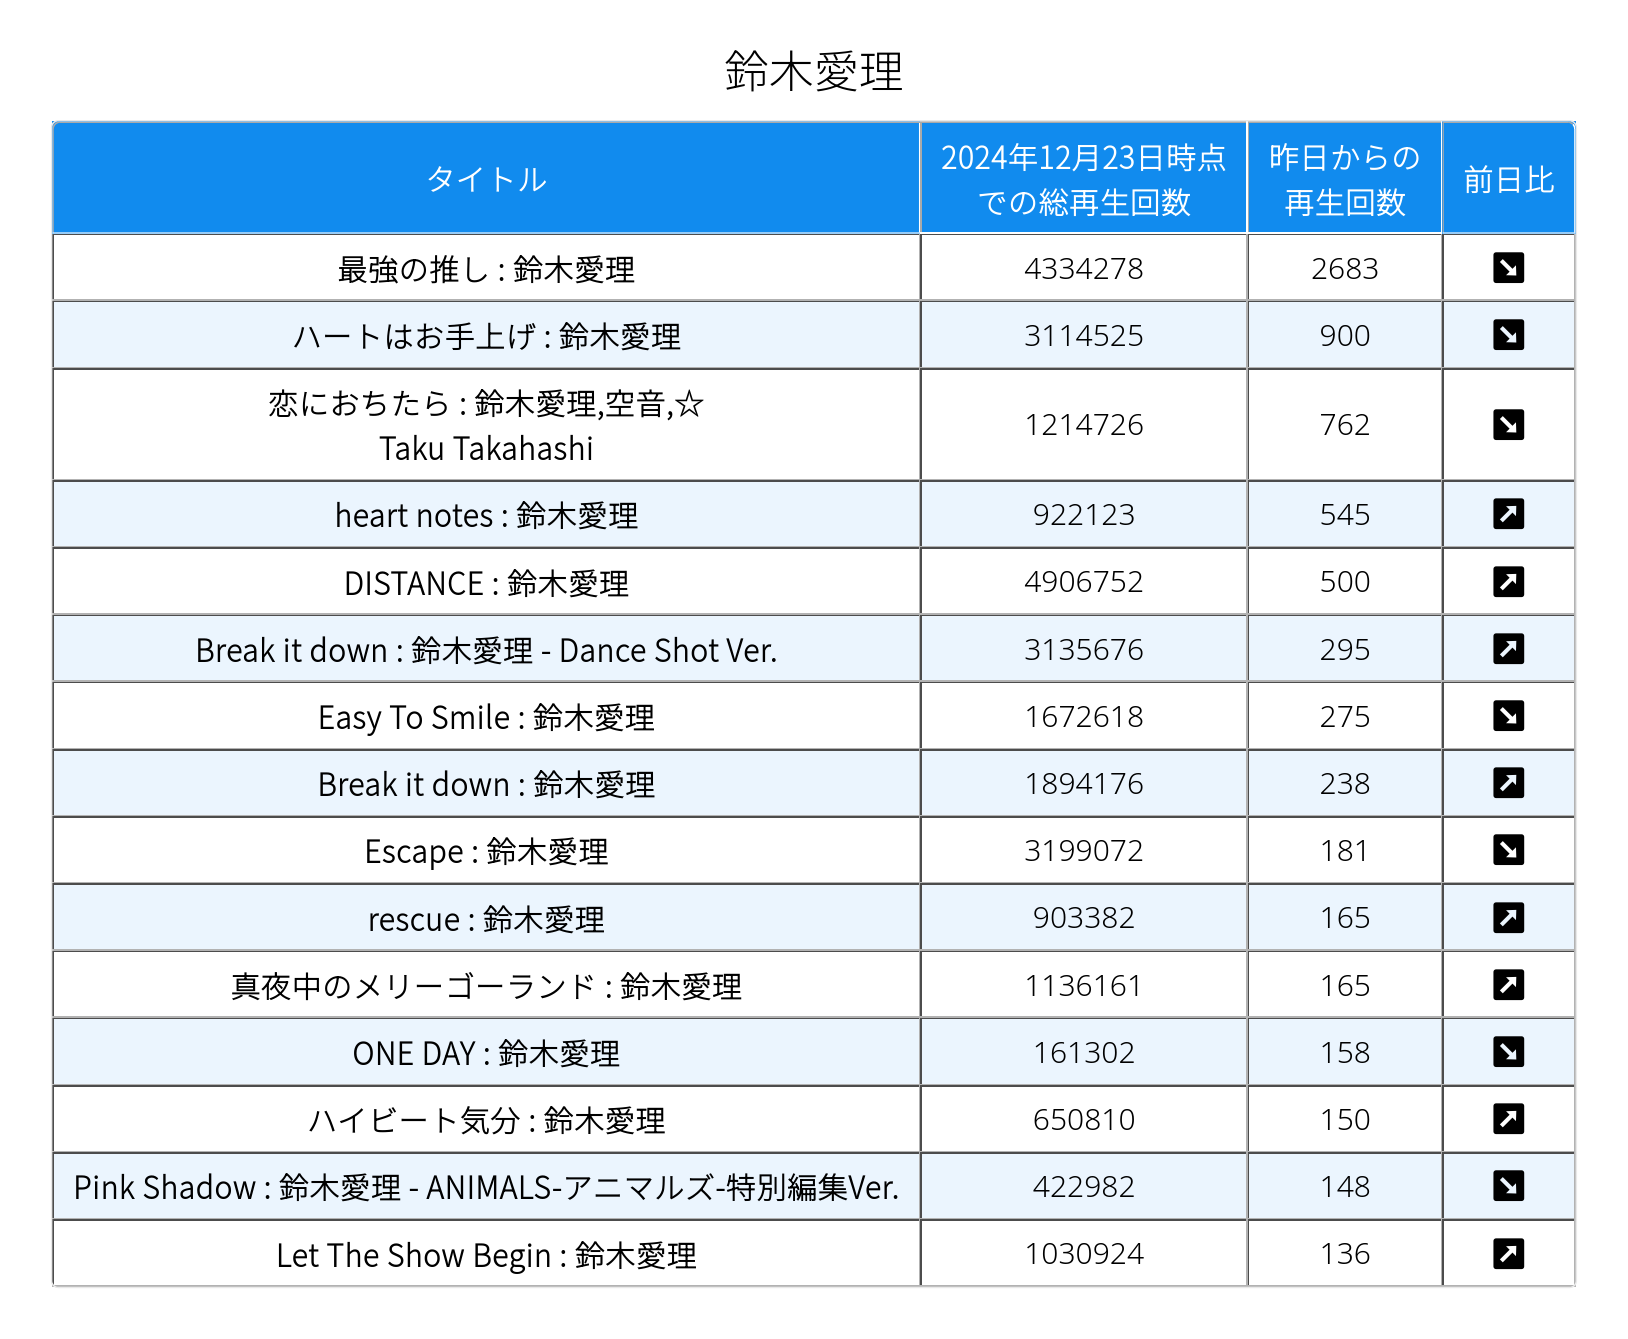 鈴木愛理
タイトル 2024年12月23日時点での総再生回数 昨日からの再生回数 前日比
最強の推し : 鈴木愛理 4334278 2683 ↘
ハートはお手上げ : 鈴木愛理 3114525 900 ↘
恋におちたら : 鈴木愛理,空音,☆
Taku Takahashi 1214726 762 ↘
heart notes : 鈴木愛理 922123 545 ↗
DISTANCE : 鈴木愛理 4906752 500 ↗
Break it down : 鈴木愛理 - Dance Shot Ver. 3135676 295 ↗
Easy To Smile : 鈴木愛理 1672618 275 ↘
Break it down : 鈴木愛理 1894176 238 ↗
Escape : 鈴木愛理 3199072 181 ↘
rescue : 鈴木愛理 903382 165 ↗
真夜中のメリーゴーランド : 鈴木愛理 1136161 165 ↗
ONE DAY : 鈴木愛理 161302 158 ↘
ハイビート気分 : 鈴木愛理 650810 150 ↗
Pink Shadow : 鈴木愛理 - ANIMALS-アニマルズ-特別編集Ver. 422982 148 ↘
Let The Show Begin : 鈴木愛理 1030924 136 ↗